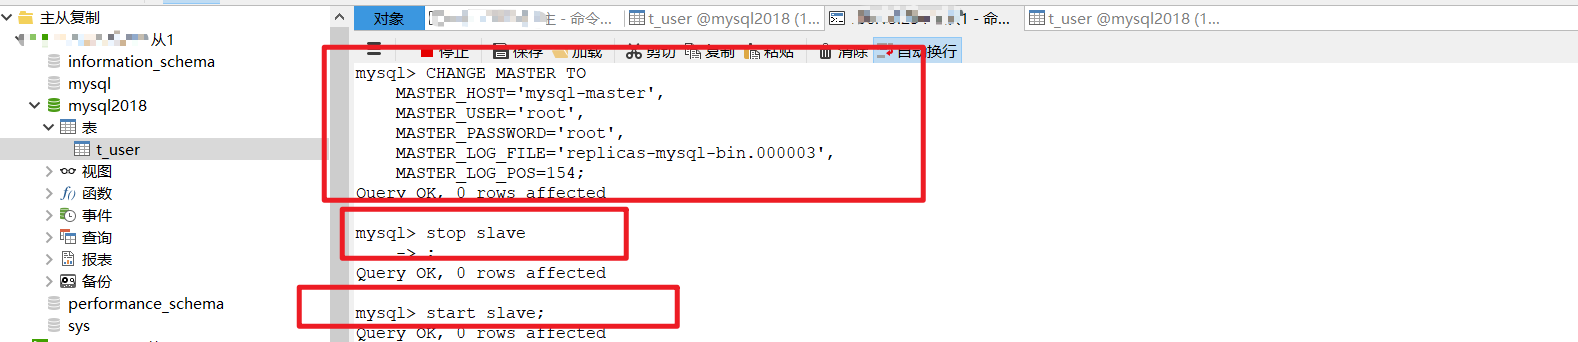 主从复制
从1
information_schema
mysql
mysql2018
表
t_user
视图
函数
事件
查询
报表
备份
performance_schema
sys
对象
主 - 命令...
t_user @mysql2018 (1...
1 - 命...
t_user @mysql2018 (1...
停止 保存 加载 剪切 复制 粘贴 清除 自动换行
mysql> CHANGE MASTER TO
MASTER_HOST='mysql-master',
MASTER_USER='root',
MASTER_PASSWORD='root',
MASTER_LOG_FILE='replicas-mysql-bin.000003',
MASTER_LOG_POS=154;
Query OK, 0 rows affected
mysql> stop slave
-> ;
Query OK, 0 rows affected
mysql> start slave;
Query OK, 0 rows affected